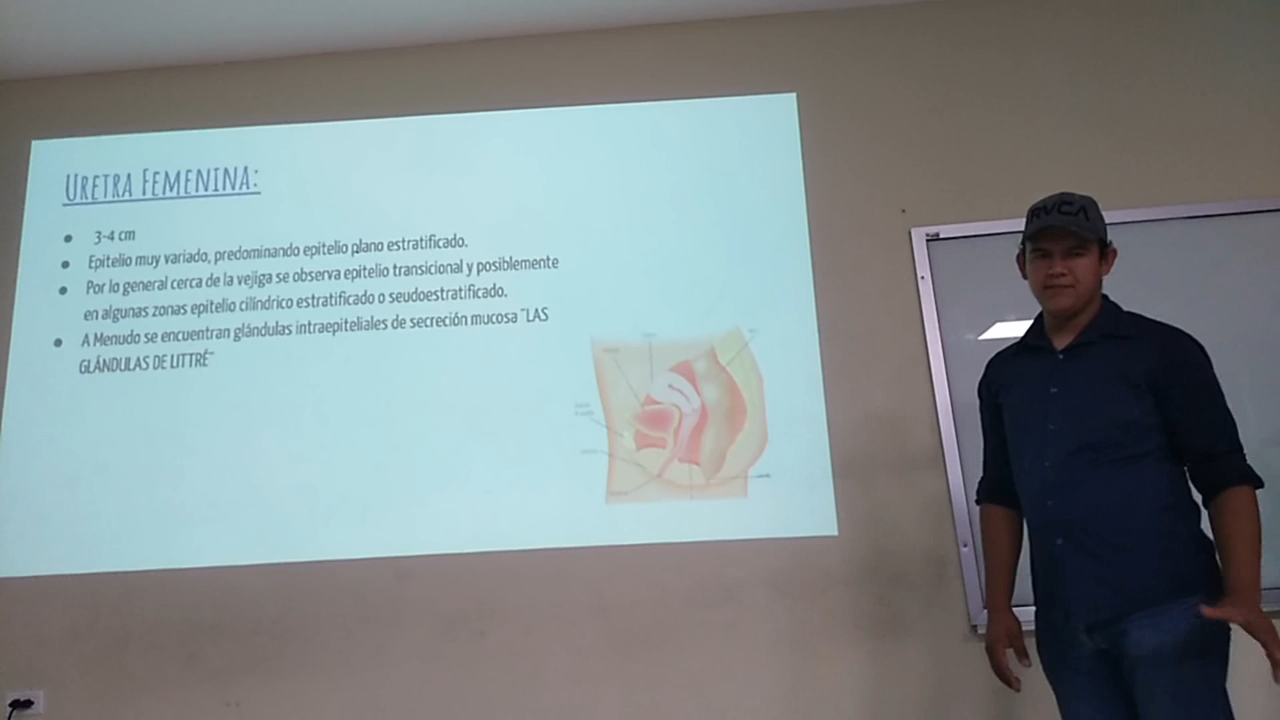 URETRA FEMENINA:
● 3-4 cm
● Epitelio muy variado, predominando epitelio plano estratificado.
● Por lo general cerca de la vejiga se observa epitelio transicional y posiblemente
en algunas zonas epitelio cilíndrico estratificado o seudoestratificado.
● A Menudo se encuentran glándulas intraepiteliales de secreción mucosa ¨LAS
GLÁNDULAS DE LITTRÉ¨
RVCA